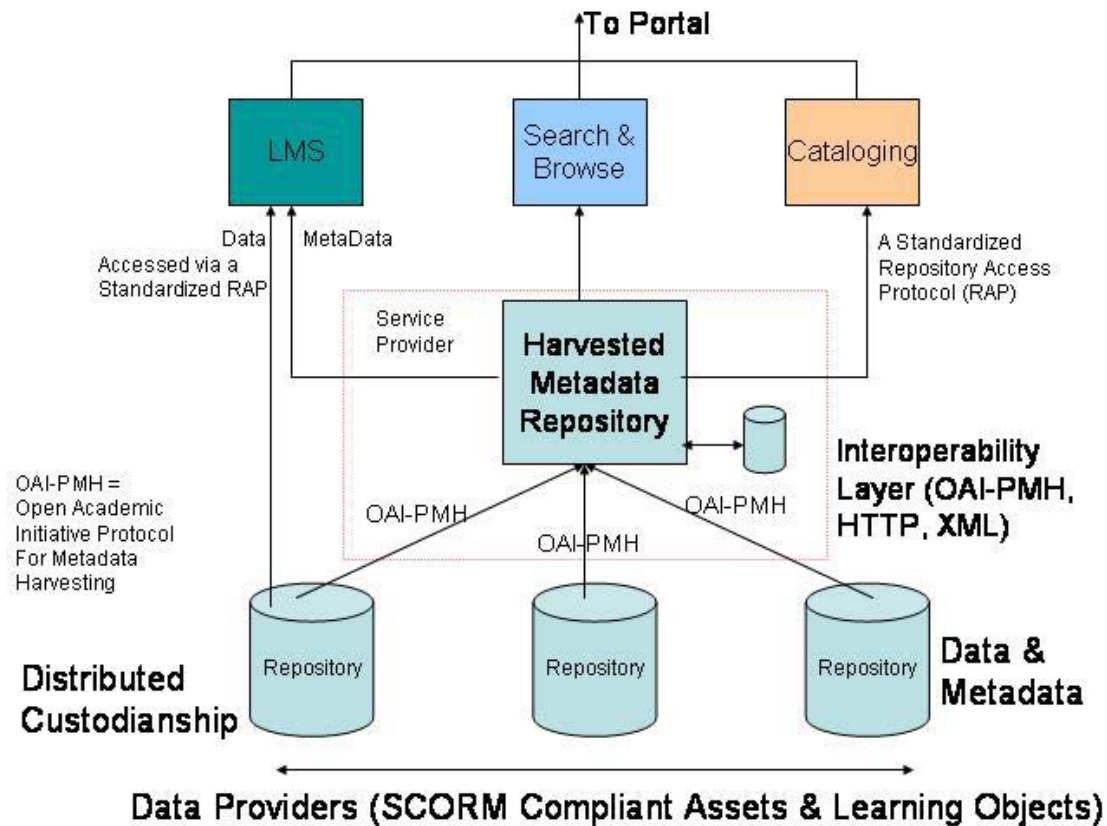 To Portal
LMS
Search &
Browse
Cataloging
Data
MetaData
Accessed via a
Standardized RAP
A Standardized
Repository Access
Protocol (RAP)
Service
Provider
Harvested
Metadata
Repository
Interoperability
Layer (OAI-PMH,
HTTP, XML)
OAI-PMH =
Open Academic
Initiative Protocol
For Metadata
Harvesting
OAI-PMH
OAI-PMH
OAI-PMH
Distributed
Custodianship
Repository
Repository
Repository
Data &
Metadata
Data Providers (SCORM Compliant Assets & Learning Objects)